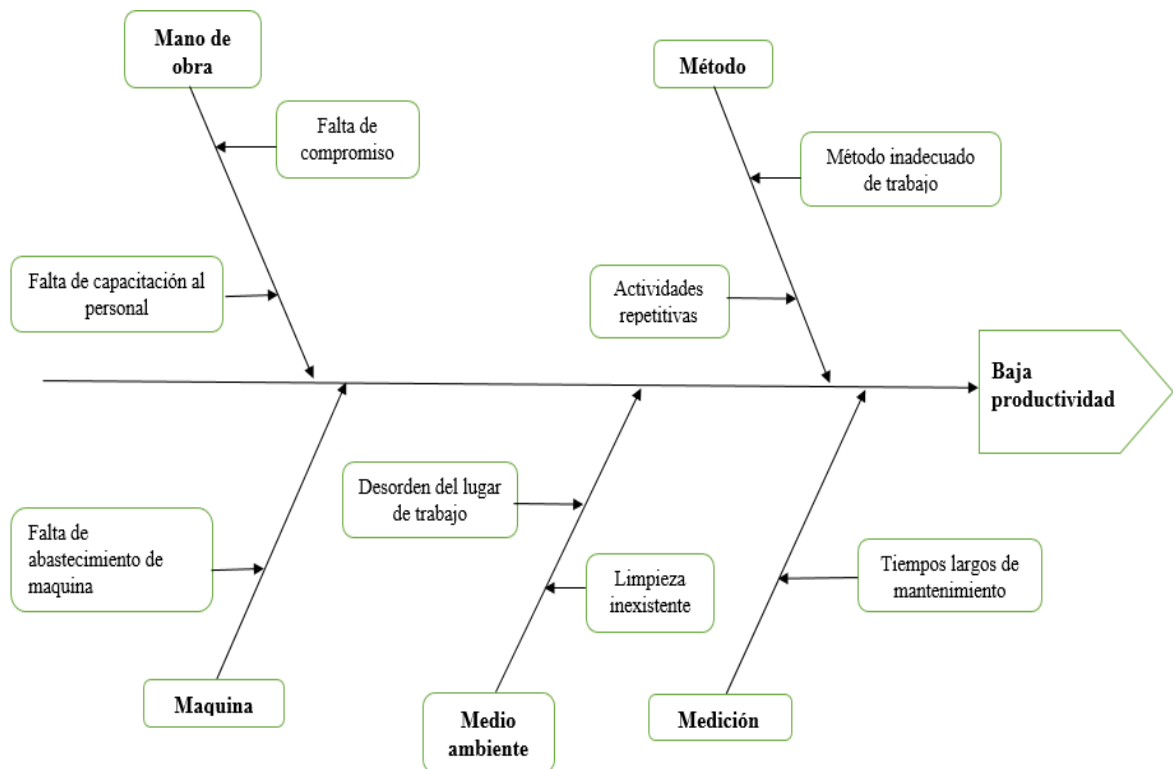 Mano de
obra
Método
Falta de
compromiso
Método inadecuado
de trabajo
Falta de capacitación al
personal
Actividades
repetitivas
Baja
productividad
Desorden del lugar
de trabajo
Falta de
abastecimiento de
maquina
Limpieza
inexistente
Tiempos largos de
mantenimiento
Maquina
Medio
ambiente
Medición